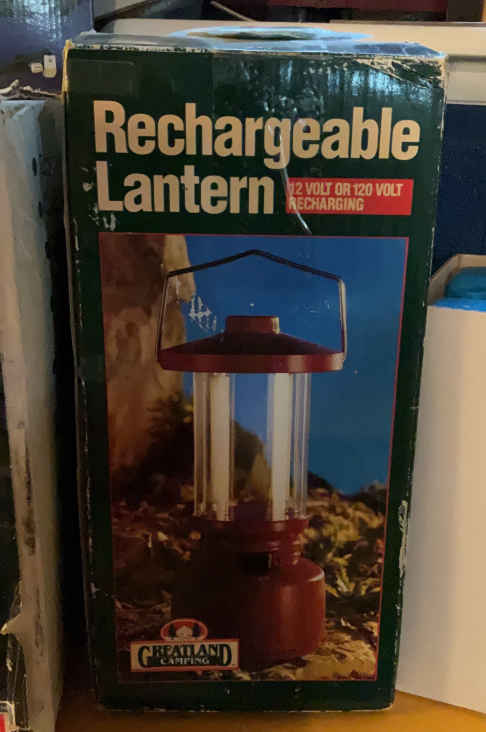 Rechargeable
Lantern
12 VOLT OR 120 VOLT
RECHARGING
GREATLAND
CAMPING